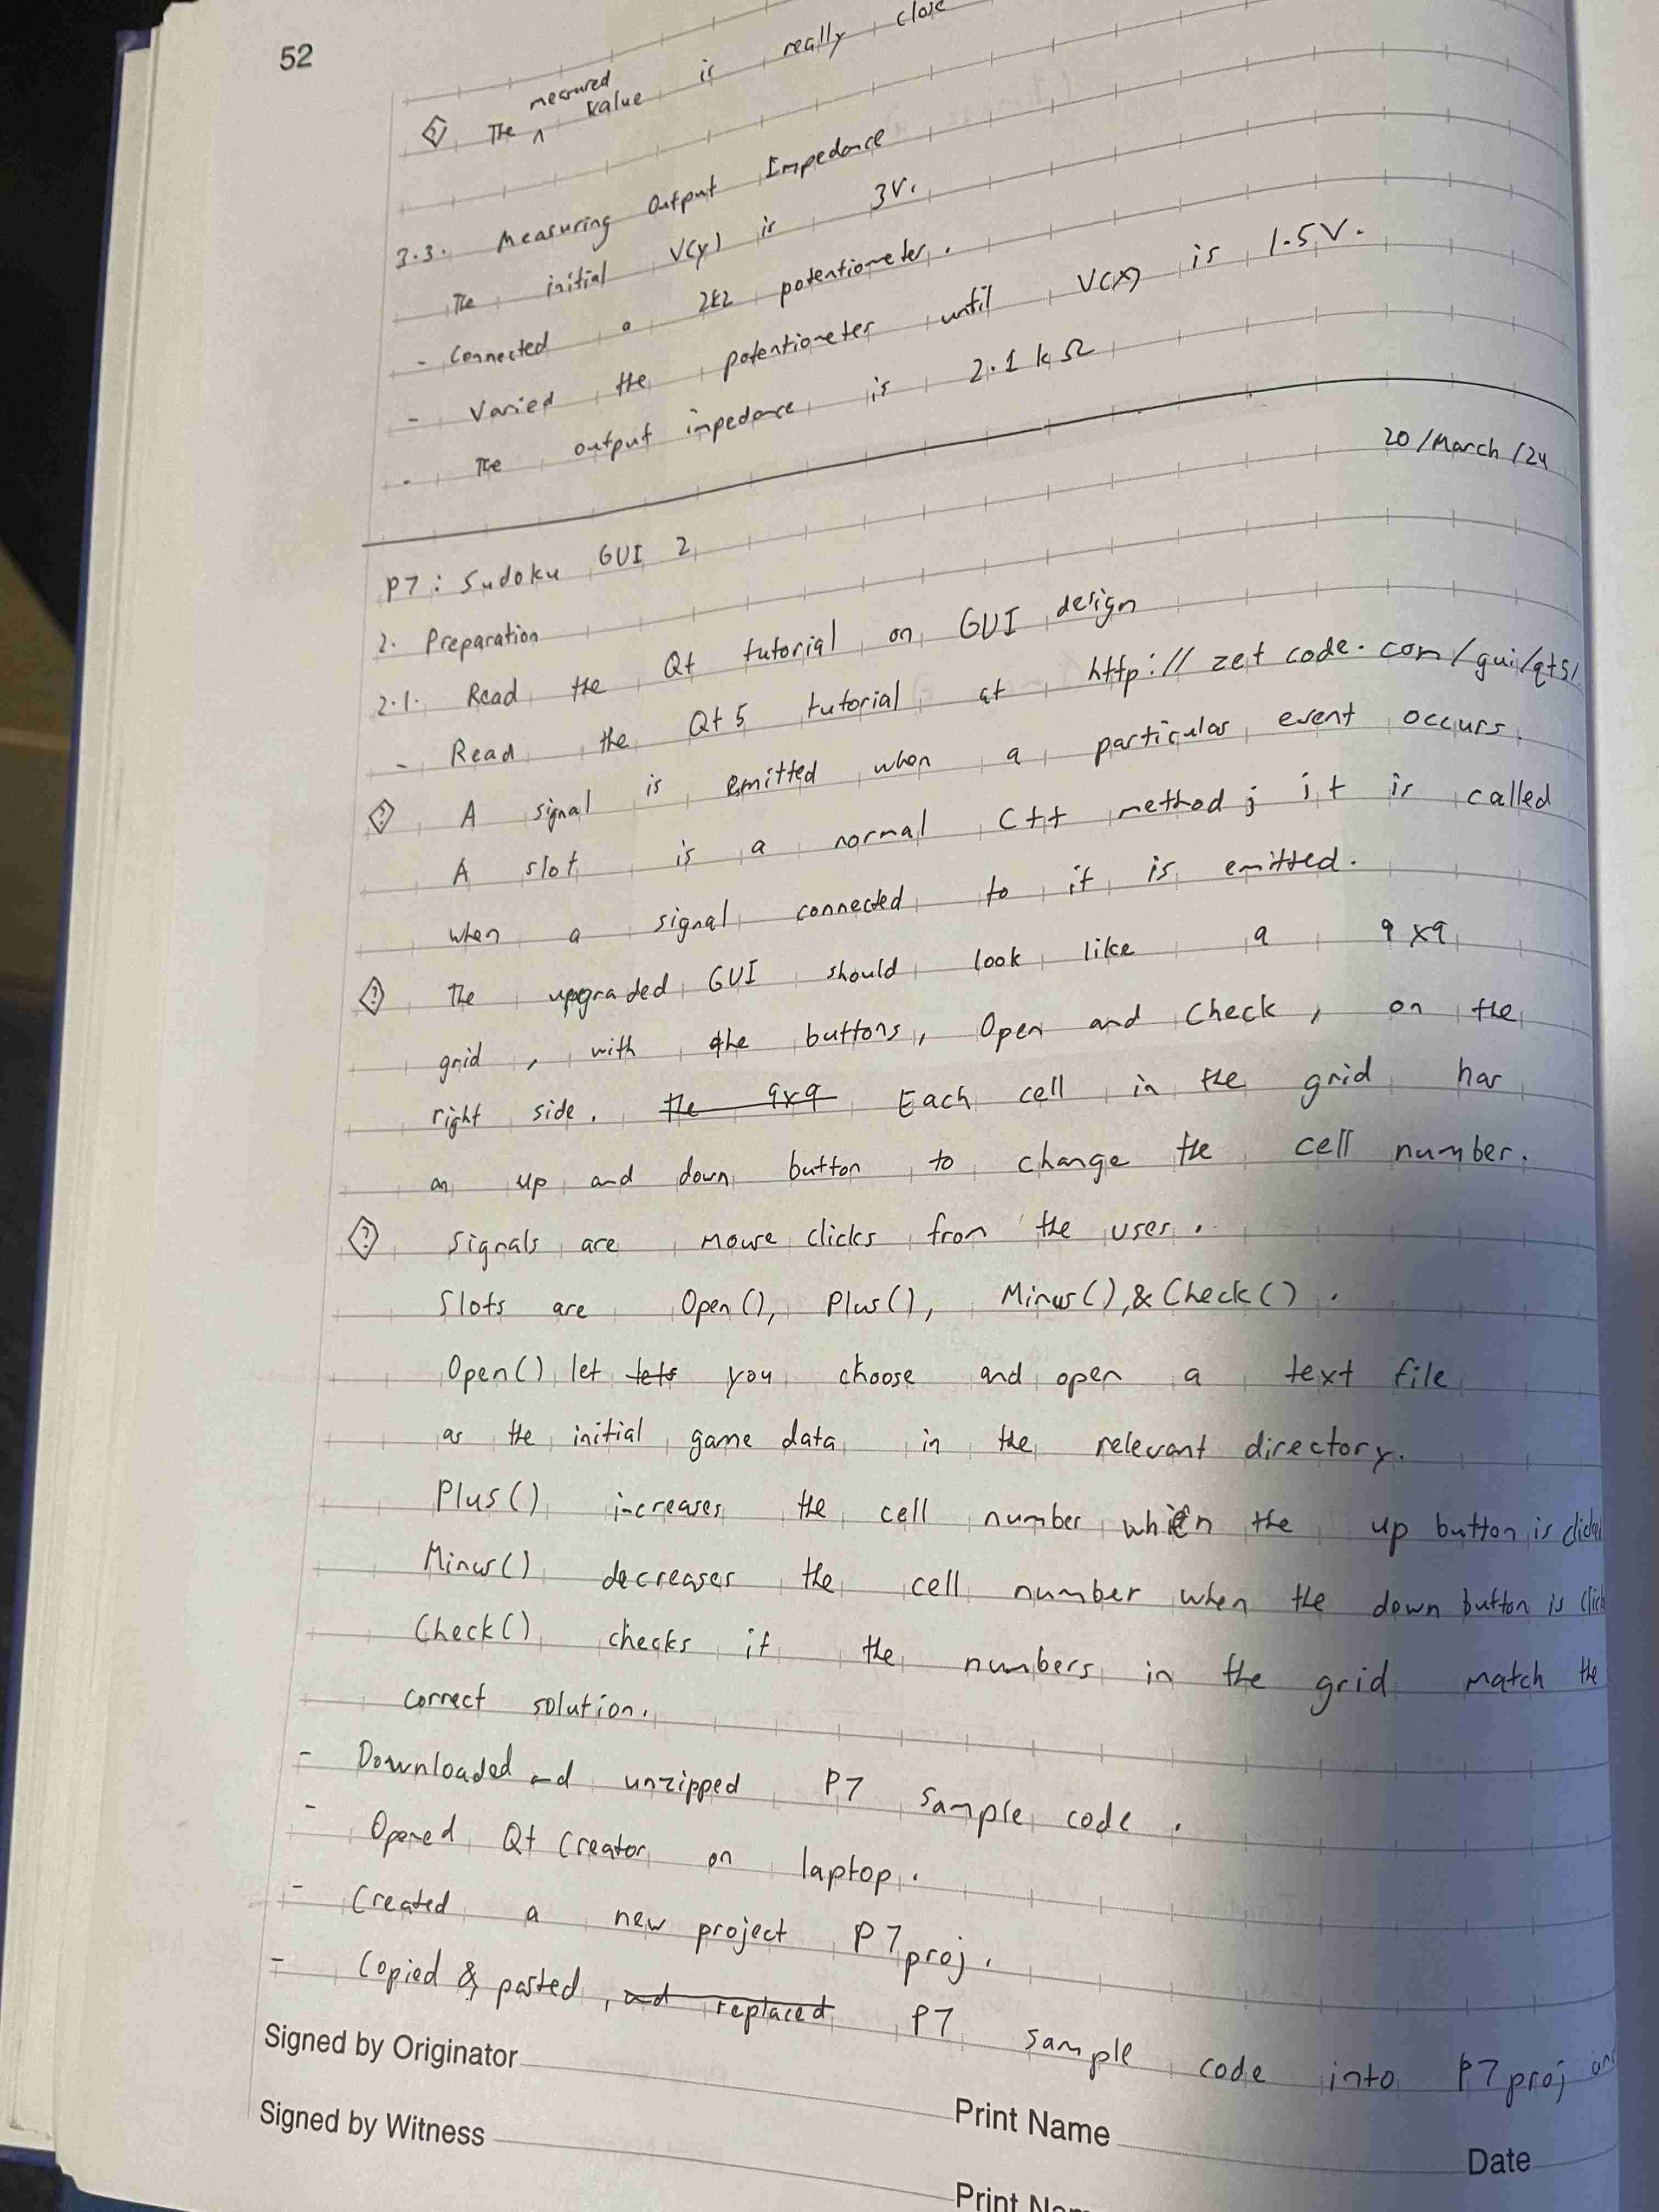 52
⟨?⟩ The ^ measured value is really close
3.3. Measuring Output Impedance
The initial V(y) is 3V.
- Connected a 2k2 potentiometer.
- Varied the potentiometer until V(x) is 1.5V.
- The output impedance is 2.1 kΩ
20/March/24
P7: Sudoku GUI 2
2. Preparation
2.1. Read the Qt tutorial on GUI design
- Read the Qt5 tutorial at http://zetcode.com/gui/qt5/
⟨?⟩ A signal is emitted when a particular event occurs.
A slot is a normal C++ method; it is called
when a signal connected to it is emitted.
⟨?⟩ The upgraded GUI should look like a 9x9
grid, with the buttons, Open and Check, on the
right side. the 9x9 Each cell in the grid has
an up and down button to change the cell number.
⟨?⟩ Signals are mouse clicks from the user.
Slots are Open(), Plus(), Minus(), & Check().
Open() let lets you choose and open a text file
as the initial game data in the relevant directory.
Plus() increases the cell number when the up button is clicked
Minus() decreases the cell number when the down button is click
Check() checks if the numbers in the grid match the
correct solution.
- Downloaded and unzipped P7 sample code.
- Opened Qt Creator on laptop.
- Created a new project P7proj.
- Copied & pasted, and replaced P7 sample code into P7proj and
Signed by Originator
Print Name
Date
Signed by Witness
Print